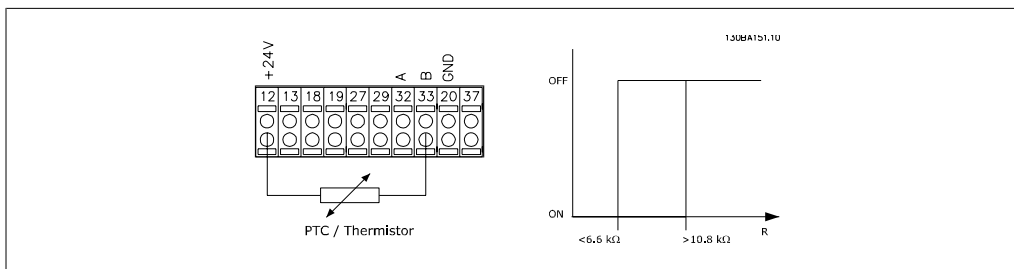 130BA151.10
+24V
A
B
GND
12 13 18 19 27 29 32 33 20 37
PTC / Thermistor
OFF
ON
<6.6 kΩ
>10.8 kΩ
R